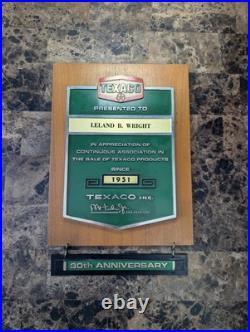 TEXACO
PRESENTED TO
LELAND B. WRIGHT
IN APPRECIATION OF
CONTINUOUS ASSOCIATION IN
THE SALE OF TEXACO PRODUCTS
SINCE
1951
TEXACO INC.
30th ANNIVERSARY